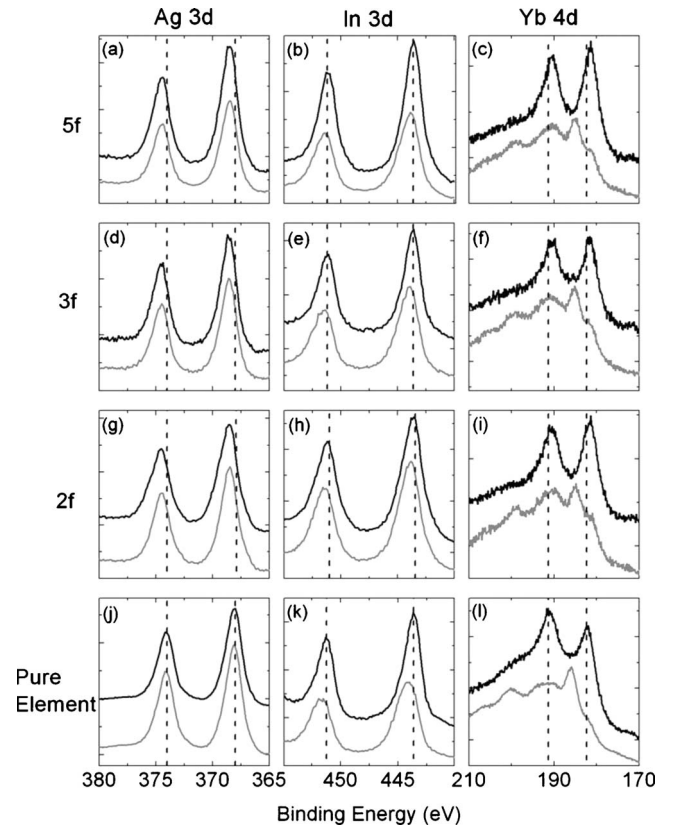 Ag 3d In 3d Yb 4d
(a) (b) (c)
5f
(d) (e) (f)
3f
(g) (h) (i)
2f
(j) (k) (l)
Pure
Element
380 375 370 365 450 445 210 190 170
Binding Energy (eV)